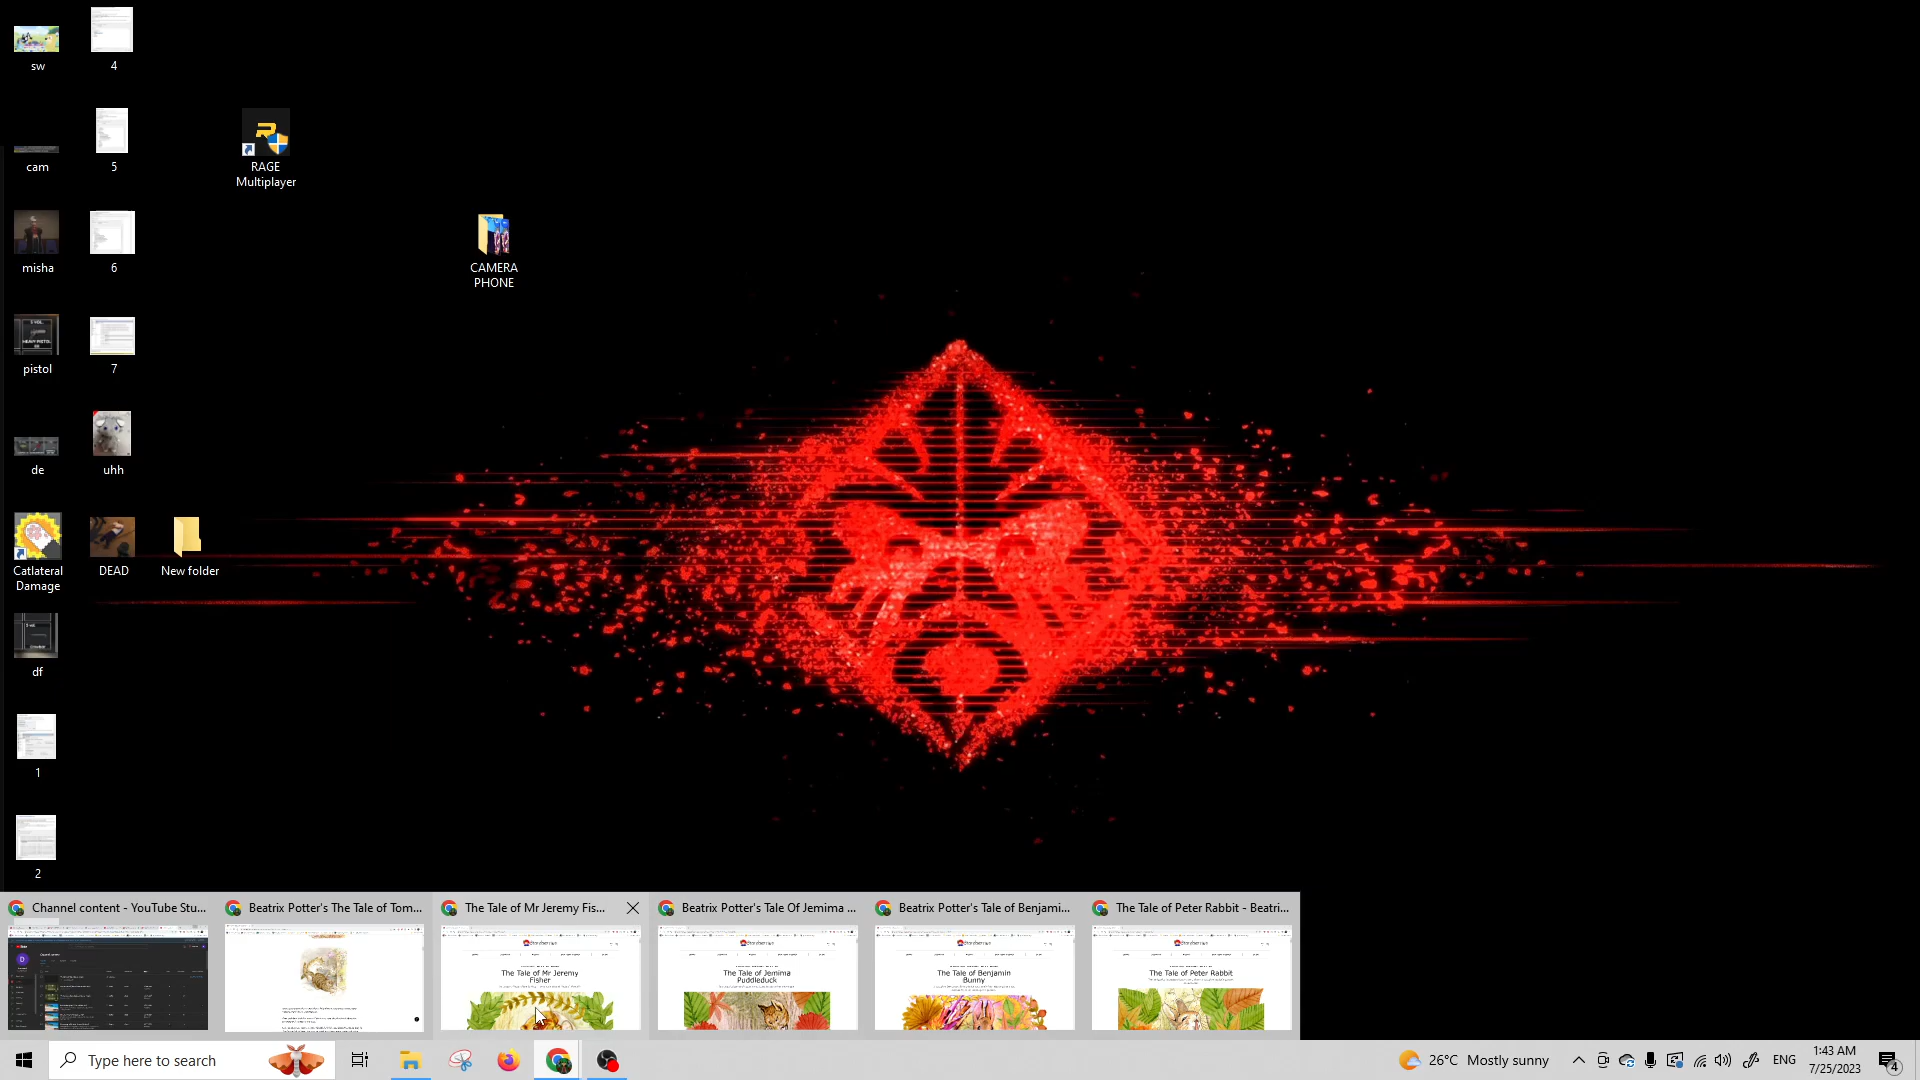 sw
4
cam
5
RAGE
Multiplayer
misha
6
CAMERA
PHONE
pistol
7
de
uhh
Catlateral
Damage
DEAD
New folder
df
1
2
Channel content - YouTube Stu...
Beatrix Potter's The Tale of Tom...
The Tale of Mr Jeremy Fis...
Beatrix Potter's Tale Of Jemima ...
Beatrix Potter's Tale of Benjami...
The Tale of Peter Rabbit - Beatri...
The Tale of Mr Jeremy
Fisher
The Tale of Jemima
Puddleduck
The Tale of Benjamin
Bunny
The Tale of Peter Rabbit
Type here to search
26°C Mostly sunny
ENG
1:43 AM
7/25/2023
4